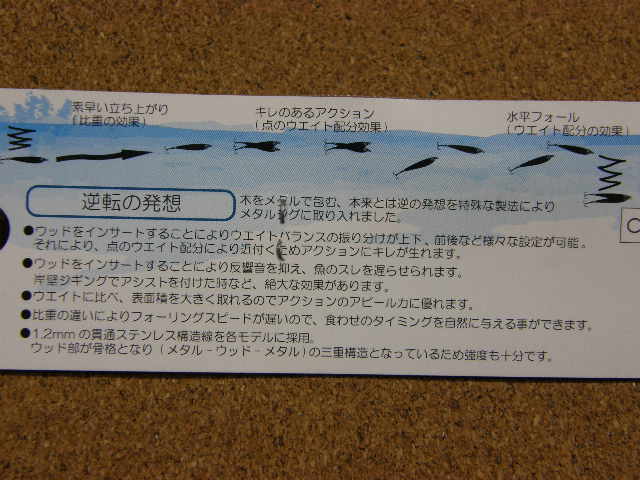 素早い立ち上がり
(比重の効果)
キレのあるアクション
(点のウエイト配分効果)
水平フォール
(ウエイト配分の効果)
逆転の発想
木をメタルで包む、本来とは逆の発想を特殊な製法により
メタルジグに取り入れました。
●ウッドをインサートすることによりウエイトバランスの振り分けが上下、前後など様々な設定が可能。
それにより、点のウエイト配分により近付くためアクションにキレが生れます。
●ウッドをインサートすることにより反響音を抑え、魚のスレを遅らせられます。
岸壁ジギングでアシストを付けた時など、絶大な効果があります。
●ウエイトに比べ、表面積を大きく取れるのでアクションのアピール力に優れます。
●比重の違いによりフォーリングスピードが遅いので、食わせのタイミングを自然に与える事ができます。
●1.2mmの貫通ステンレス構造線を各モデルに採用。
ウッド部が骨格となり(メタル-ウッド-メタル)の三重構造となっているため強度も十分です。